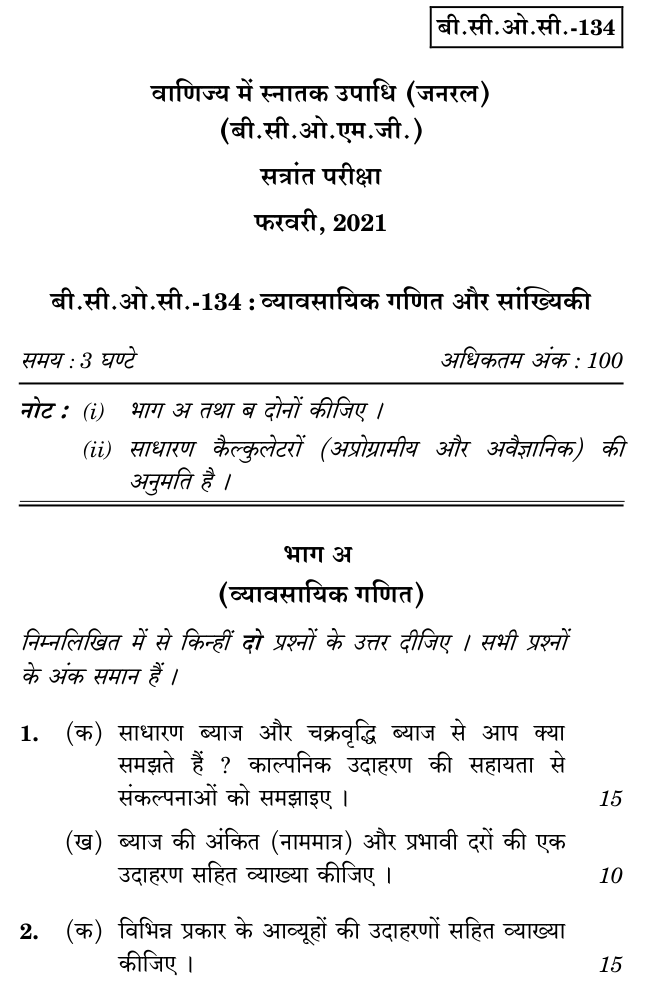 बी.सी.ओ.सी.-134
वाणिज्य में स्नातक उपाधि (जनरल)
(बी.सी.ओ.एम.जी.)
सत्रांत परीक्षा
फरवरी, 2021
बी.सी.ओ.सी.-134 : व्यावसायिक गणित और सांख्यिकी
समय : 3 घण्टे अधिकतम अंक : 100
नोट : (i) भाग अ तथा ब दोनों कीजिए ।
(ii) साधारण कैल्कुलेटरों (अप्रोग्रामीय और अवैज्ञानिक) की
अनुमति है ।
भाग अ
(व्यावसायिक गणित)
निम्नलिखित में से किन्हीं दो प्रश्नों के उत्तर दीजिए । सभी प्रश्नों
के अंक समान हैं ।
1. (क) साधारण ब्याज और चक्रवृद्धि ब्याज से आप क्या
समझते हैं ? काल्पनिक उदाहरण की सहायता से
संकल्पनाओं को समझाइए । 15
(ख) ब्याज की अंकित (नाममात्र) और प्रभावी दरों की एक
उदाहरण सहित व्याख्या कीजिए । 10
2. (क) विभिन्न प्रकार के आव्यूहों की उदाहरणों सहित व्याख्या
कीजिए । 15